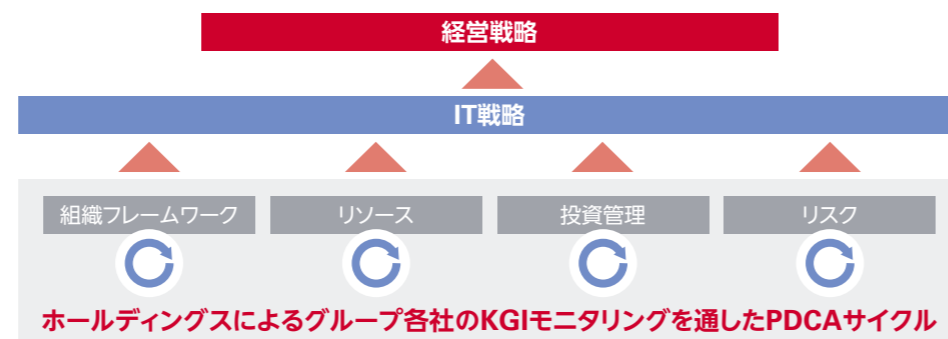 経営戦略
IT戦略
組織フレームワーク
リソース
投資管理
リスク
ホールディングスによるグループ各社のKGIモニタリングを通したPDCAサイクル